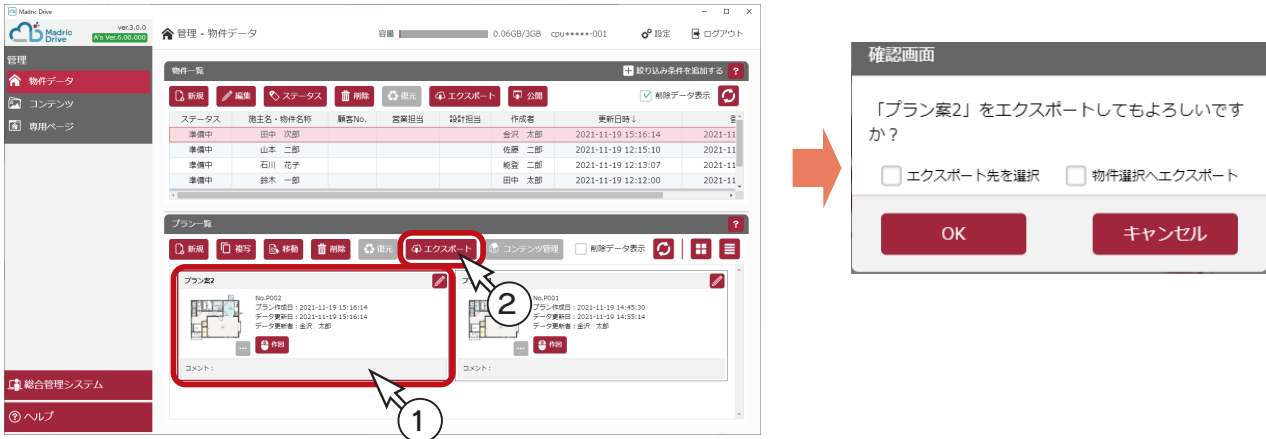 Madric Drive
Madric Drive
ver.3.0.0
A's Ver.6.00.000
管理 - 物件データ
容量
0.06GB/3GB
cpu*****-001
設定
ログアウト
管理
物件データ
コンテンツ
専用ページ
総合管理システム
ヘルプ
物件一覧
絞り込み条件を追加する
?
新規 編集 ステータス 削除 復元 エクスポート 公開
削除データ表示
ステータス 施主名・物件名称 顧客No. 営業担当 設計担当 作成者 更新日時↓
準備中 田中 次郎 金沢 太郎 2021-11-19 15:16:14 2021-11
準備中 山本 二郎 佐藤 二郎 2021-11-19 12:15:10 2021-11
準備中 石川 花子 能登 二郎 2021-11-19 12:13:07 2021-11
準備中 鈴木 一郎 田中 太郎 2021-11-19 12:12:00 2021-11
プラン一覧
?
新規 複写 移動 削除 復元 エクスポート コンテンツ管理
削除データ表示
プラン案2
No.P002
プラン作成日：2021-11-19 15:16:14
データ更新日：2021-11-19 15:16:14
データ更新者：金沢 太郎
... 作図
コメント：
No.P001
プラン作成日：2021-11-19 14:45:30
データ更新日：2021-11-19 14:55:14
データ更新者：金沢 太郎
... 作図
コメント：
1
2
確認画面
「プラン案2」をエクスポートしてもよろしいです
か？
エクスポート先を選択
物件選択へエクスポート
OK
キャンセル